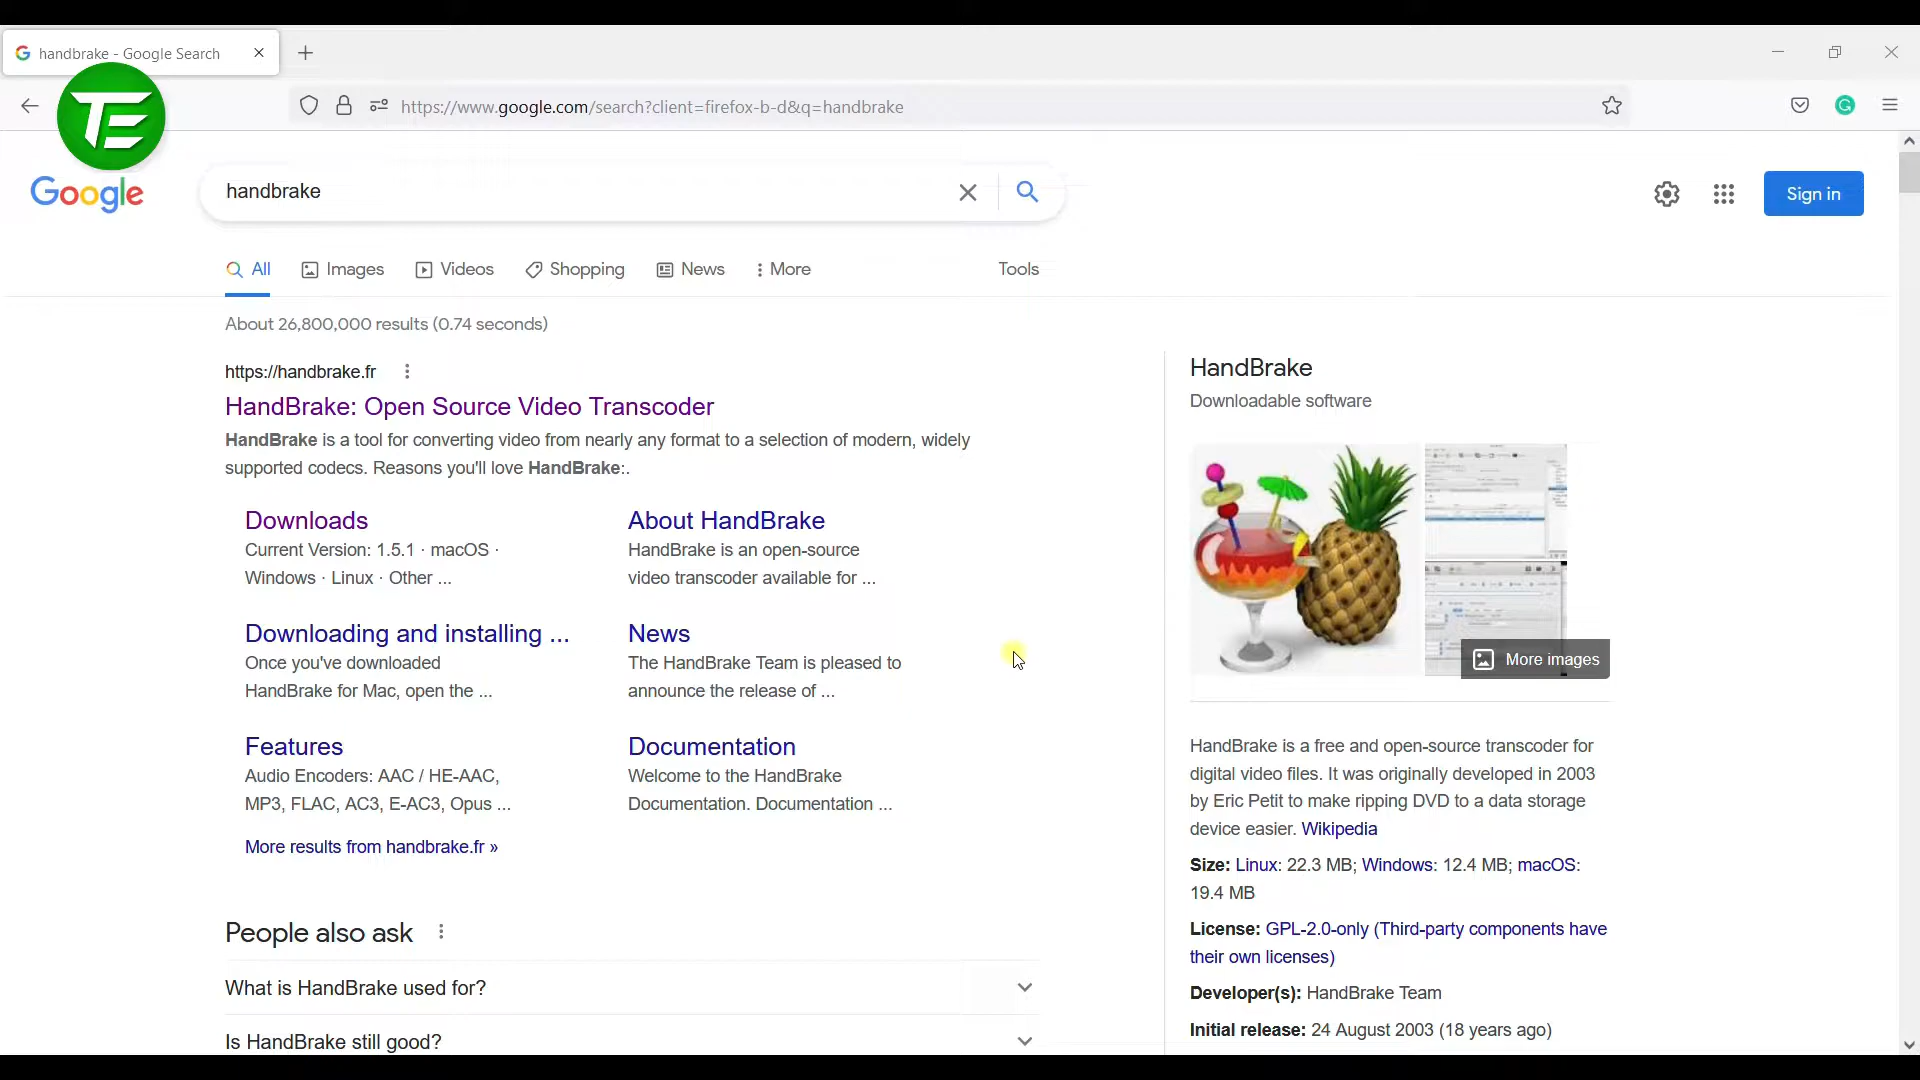 handbrake - Google Search
TE
https://www.google.com/search?client=firefox-b-d&q=handbrake
Google
handbrake
Sign in
All
Images
Videos
Shopping
News
More
Tools
About 26,800,000 results (0.74 seconds)
https://handbrake.fr
HandBrake: Open Source Video Transcoder
HandBrake is a tool for converting video from nearly any format to a selection of modern, widely
supported codecs. Reasons you'll love HandBrake:.
Downloads
Current Version: 1.5.1 · macOS ·
Windows · Linux · Other ...
About HandBrake
HandBrake is an open-source
video transcoder available for ...
Downloading and installing ...
Once you've downloaded
HandBrake for Mac, open the ...
News
The HandBrake Team is pleased to
announce the release of ...
Features
Audio Encoders: AAC / HE-AAC,
MP3, FLAC, AC3, E-AC3, Opus ...
Documentation
Welcome to the HandBrake
Documentation. Documentation ...
More results from handbrake.fr »
People also ask
What is HandBrake used for?
Is HandBrake still good?
HandBrake
Downloadable software
More images
HandBrake is a free and open-source transcoder for
digital video files. It was originally developed in 2003
by Eric Petit to make ripping DVD to a data storage
device easier. Wikipedia
Size: Linux: 22.3 MB; Windows: 12.4 MB; macOS:
19.4 MB
License: GPL-2.0-only (Third-party components have
their own licenses)
Developer(s): HandBrake Team
Initial release: 24 August 2003 (18 years ago)